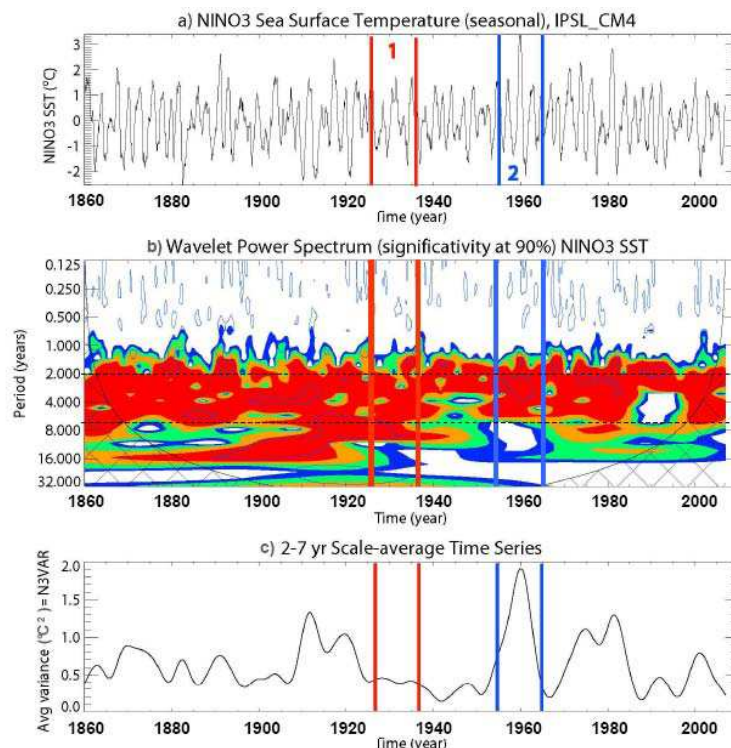 a) NINO3 Sea Surface Temperature (seasonal), IPSL_CM4
NINO3 SST (°C)
3
2
1
0
-1
-2
1
2
1860 1880 1900 1920 1940 1960 1980 2000
Time (year)
b) Wavelet Power Spectrum (significativity at 90%) NINO3 SST
Period (years)
0.125
0.250
0.500
1.000
2.000
4.000
8.000
16.000
32.000
1860 1880 1900 1920 1940 1960 1980 2000
Time (year)
c) 2-7 yr Scale-average Time Series
Avg variance (°C²) = N3VAR
2.0
1.5
1.0
0.5
0.0
1860 1880 1900 1920 1940 1960 1980 2000
Time (year)